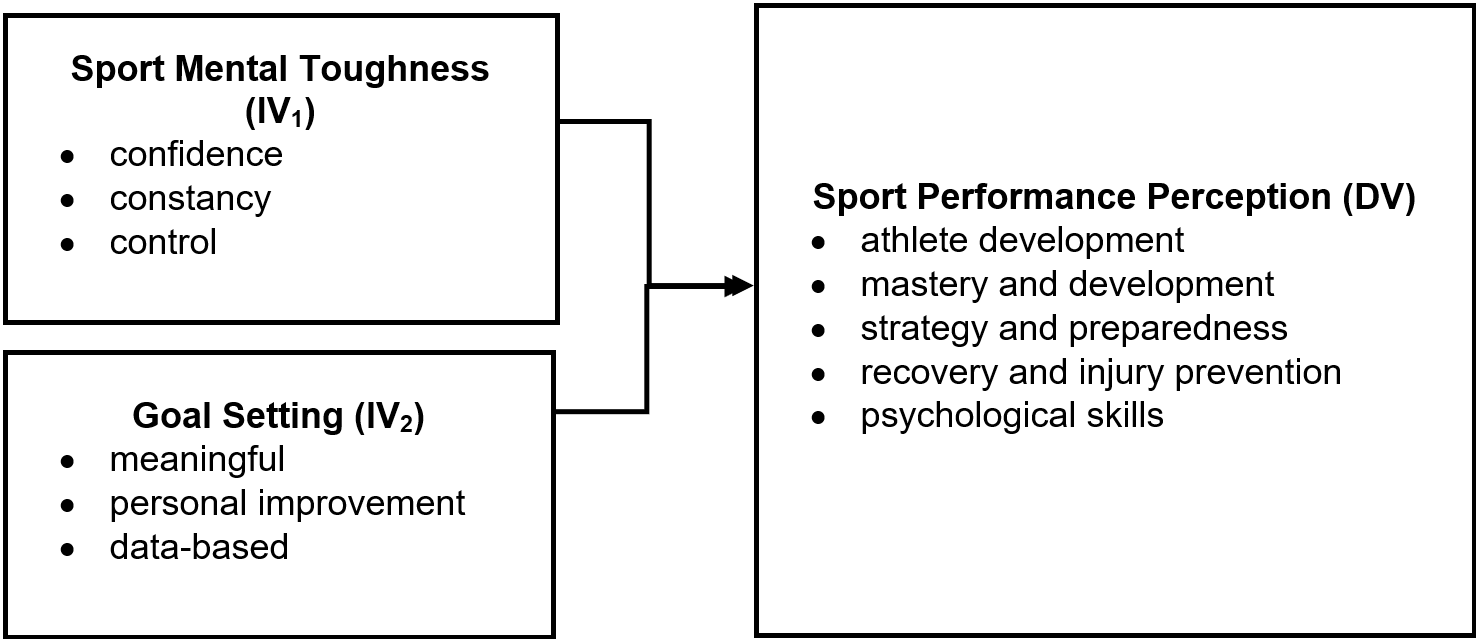 Sport Mental Toughness
(IV₁)
• confidence
• constancy
• control
Goal Setting (IV₂)
• meaningful
• personal improvement
• data-based
Sport Performance Perception (DV)
• athlete development
• mastery and development
• strategy and preparedness
• recovery and injury prevention
• psychological skills